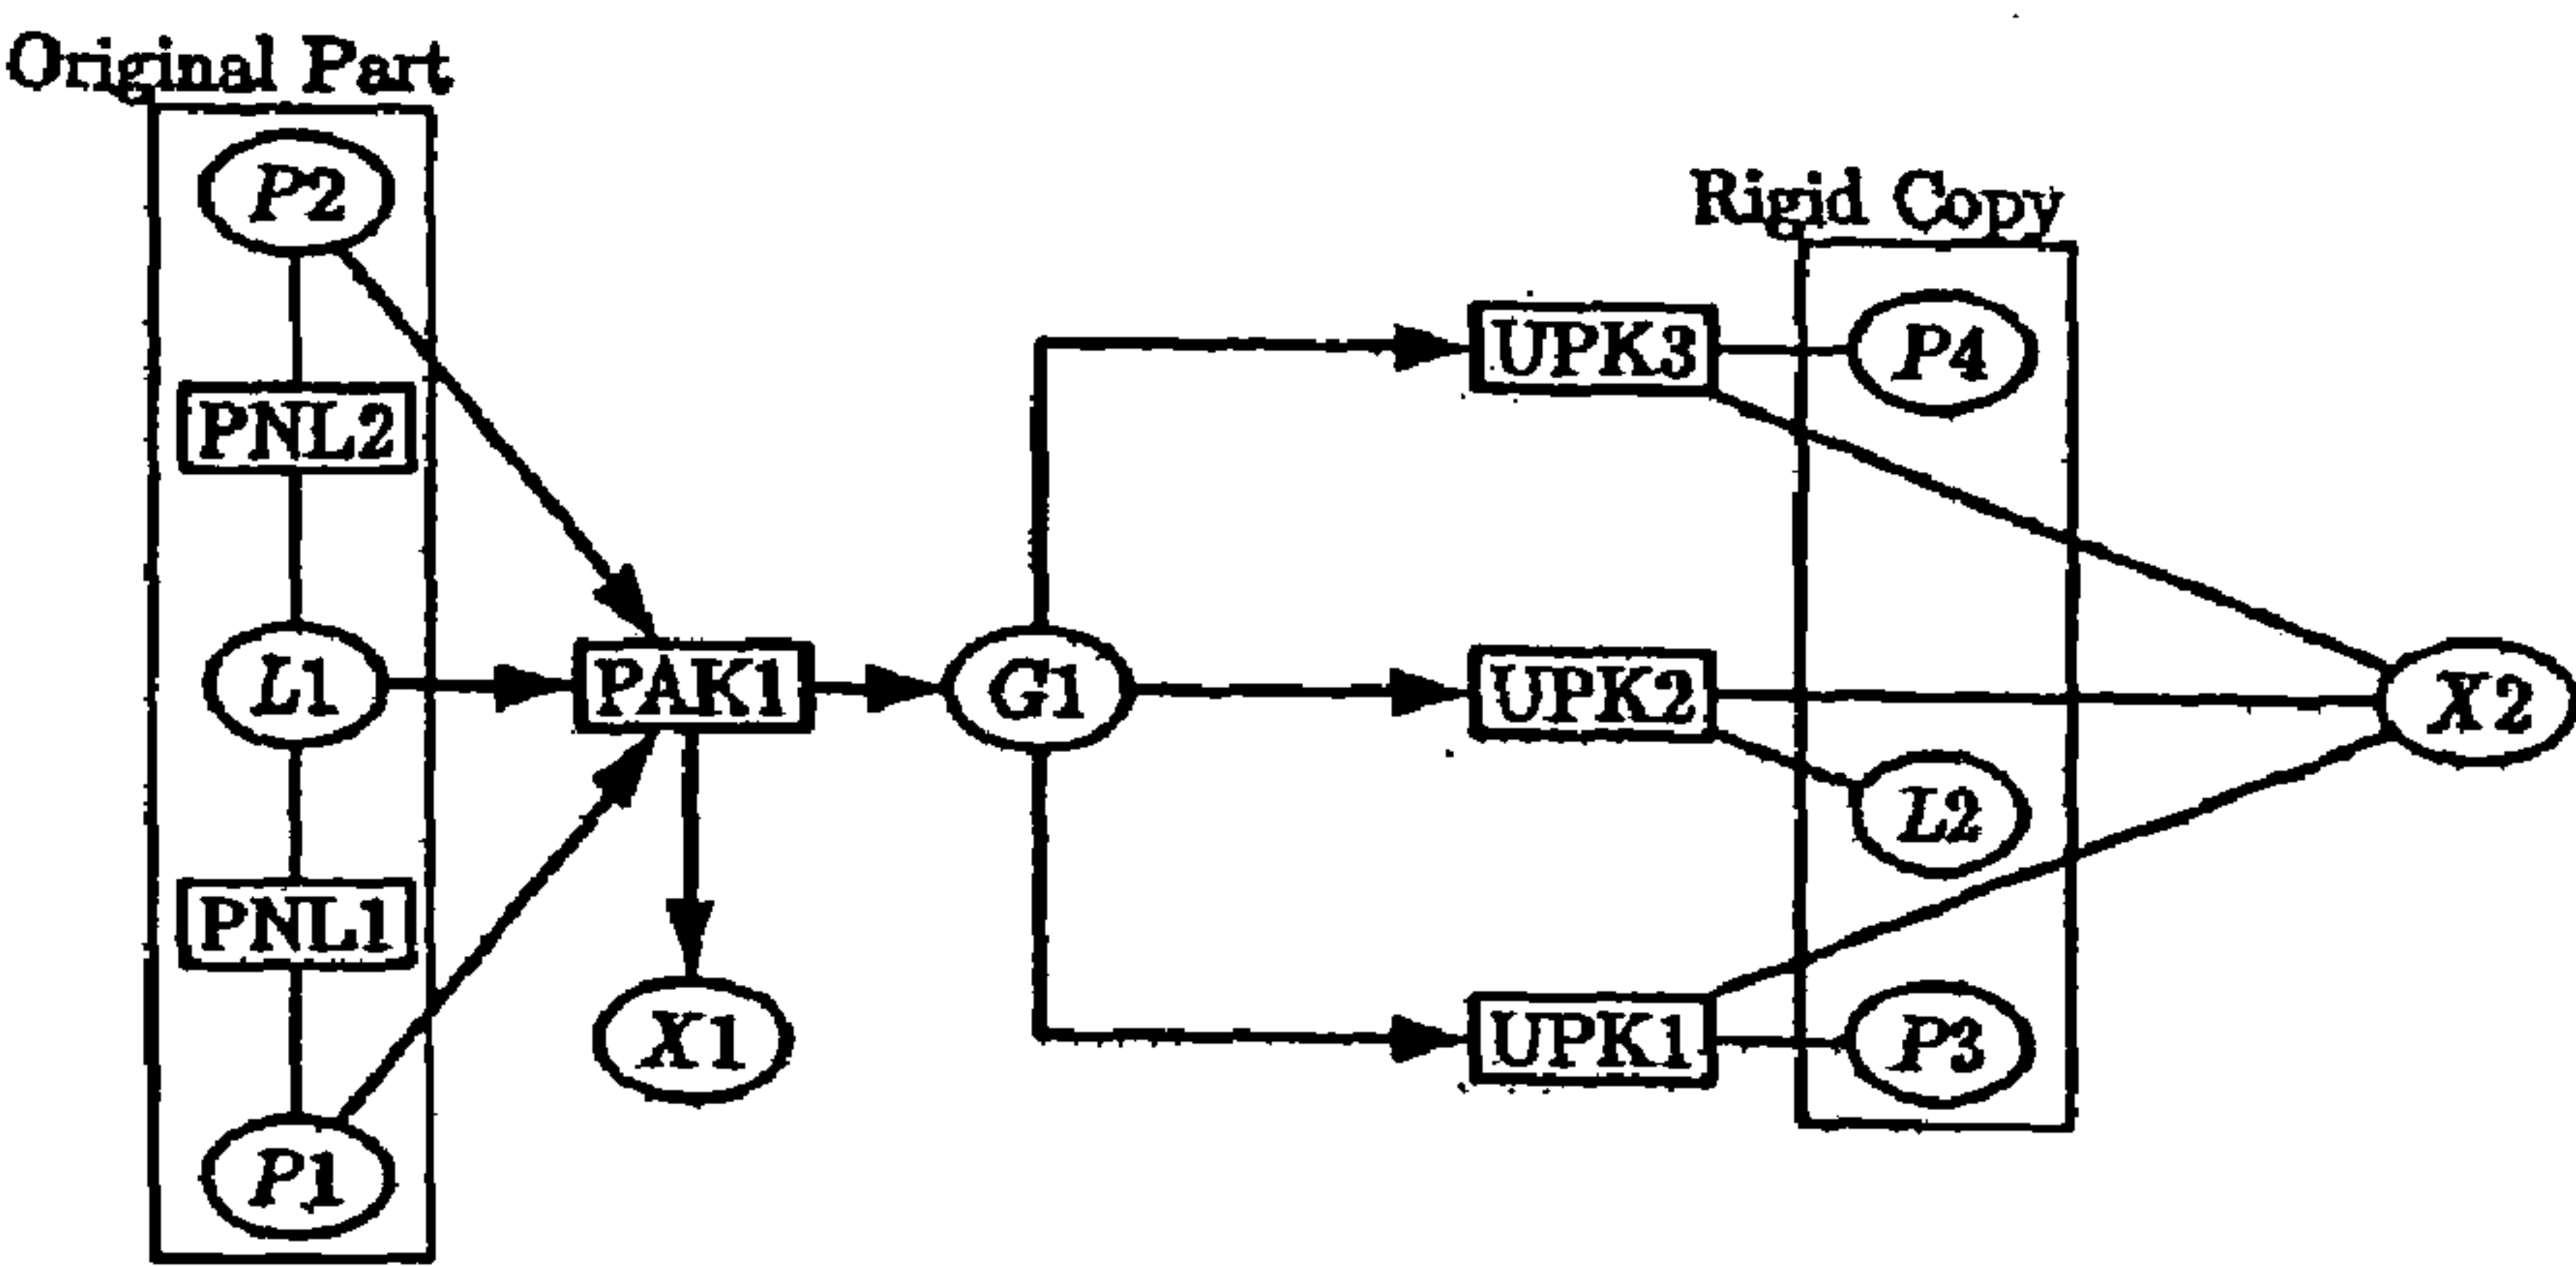 Original Part
P2
Rigid Copy
UPK3
P4
PNL2
L1
PAK1
G1
UPK2
X2
L2
PNL1
X1
UPK1
P3
P1